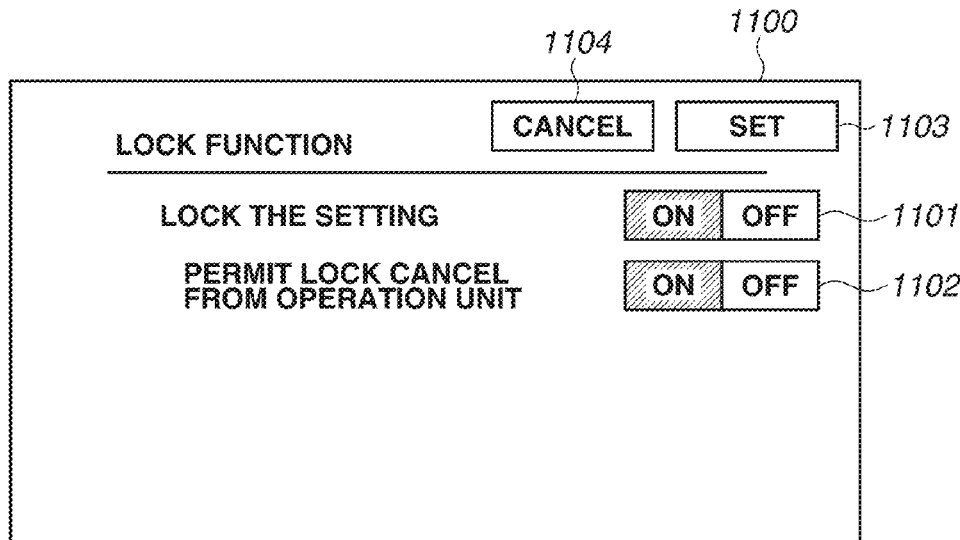 1100
1104
CANCEL SET 1103
LOCK FUNCTION
LOCK THE SETTING ON OFF 1101
PERMIT LOCK CANCEL
FROM OPERATION UNIT ON OFF 1102